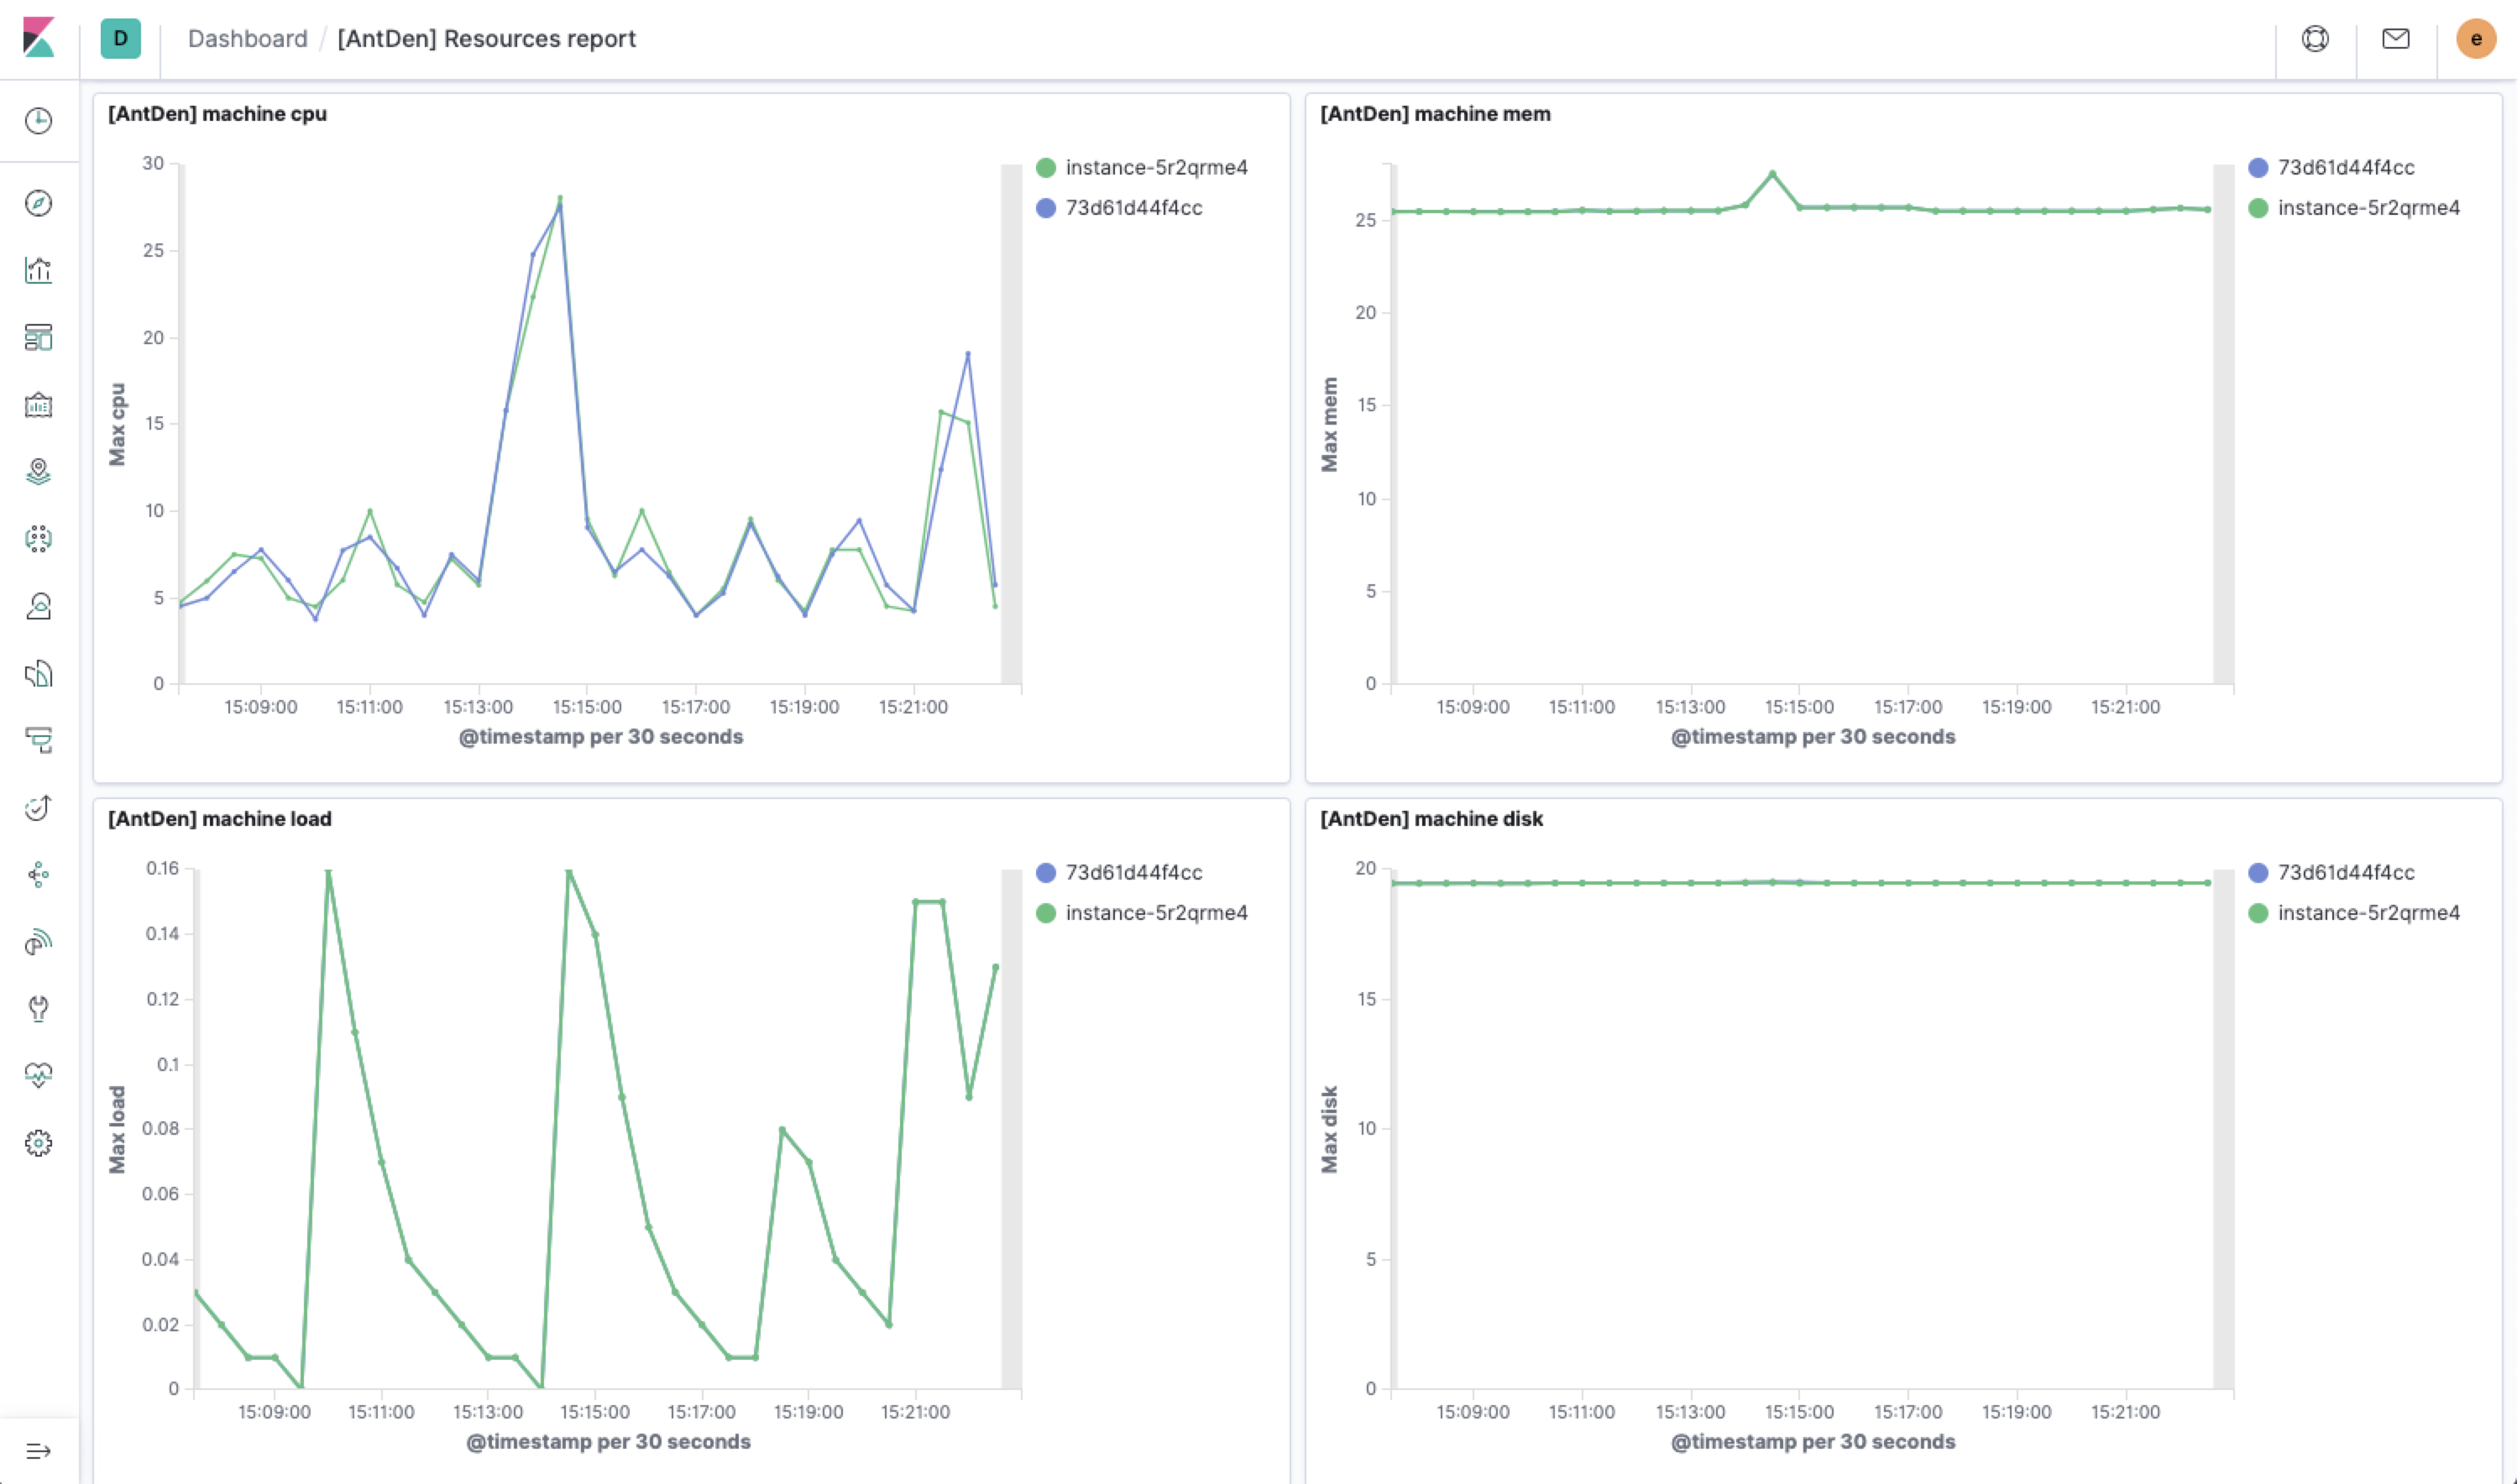 D
Dashboard / [AntDen] Resources report
e
[AntDen] machine cpu
30
25
20
15
10
5
0
Max cpu
15:09:00 15:11:00 15:13:00 15:15:00 15:17:00 15:19:00 15:21:00
@timestamp per 30 seconds
instance-5r2qrme4
73d61d44f4cc
[AntDen] machine mem
25
20
15
10
5
0
Max mem
15:09:00 15:11:00 15:13:00 15:15:00 15:17:00 15:19:00 15:21:00
@timestamp per 30 seconds
73d61d44f4cc
instance-5r2qrme4
[AntDen] machine load
0.16
0.14
0.12
0.1
0.08
0.06
0.04
0.02
0
Max load
15:09:00 15:11:00 15:13:00 15:15:00 15:17:00 15:19:00 15:21:00
@timestamp per 30 seconds
73d61d44f4cc
instance-5r2qrme4
[AntDen] machine disk
20
15
10
5
0
Max disk
15:09:00 15:11:00 15:13:00 15:15:00 15:17:00 15:19:00 15:21:00
@timestamp per 30 seconds
73d61d44f4cc
instance-5r2qrme4